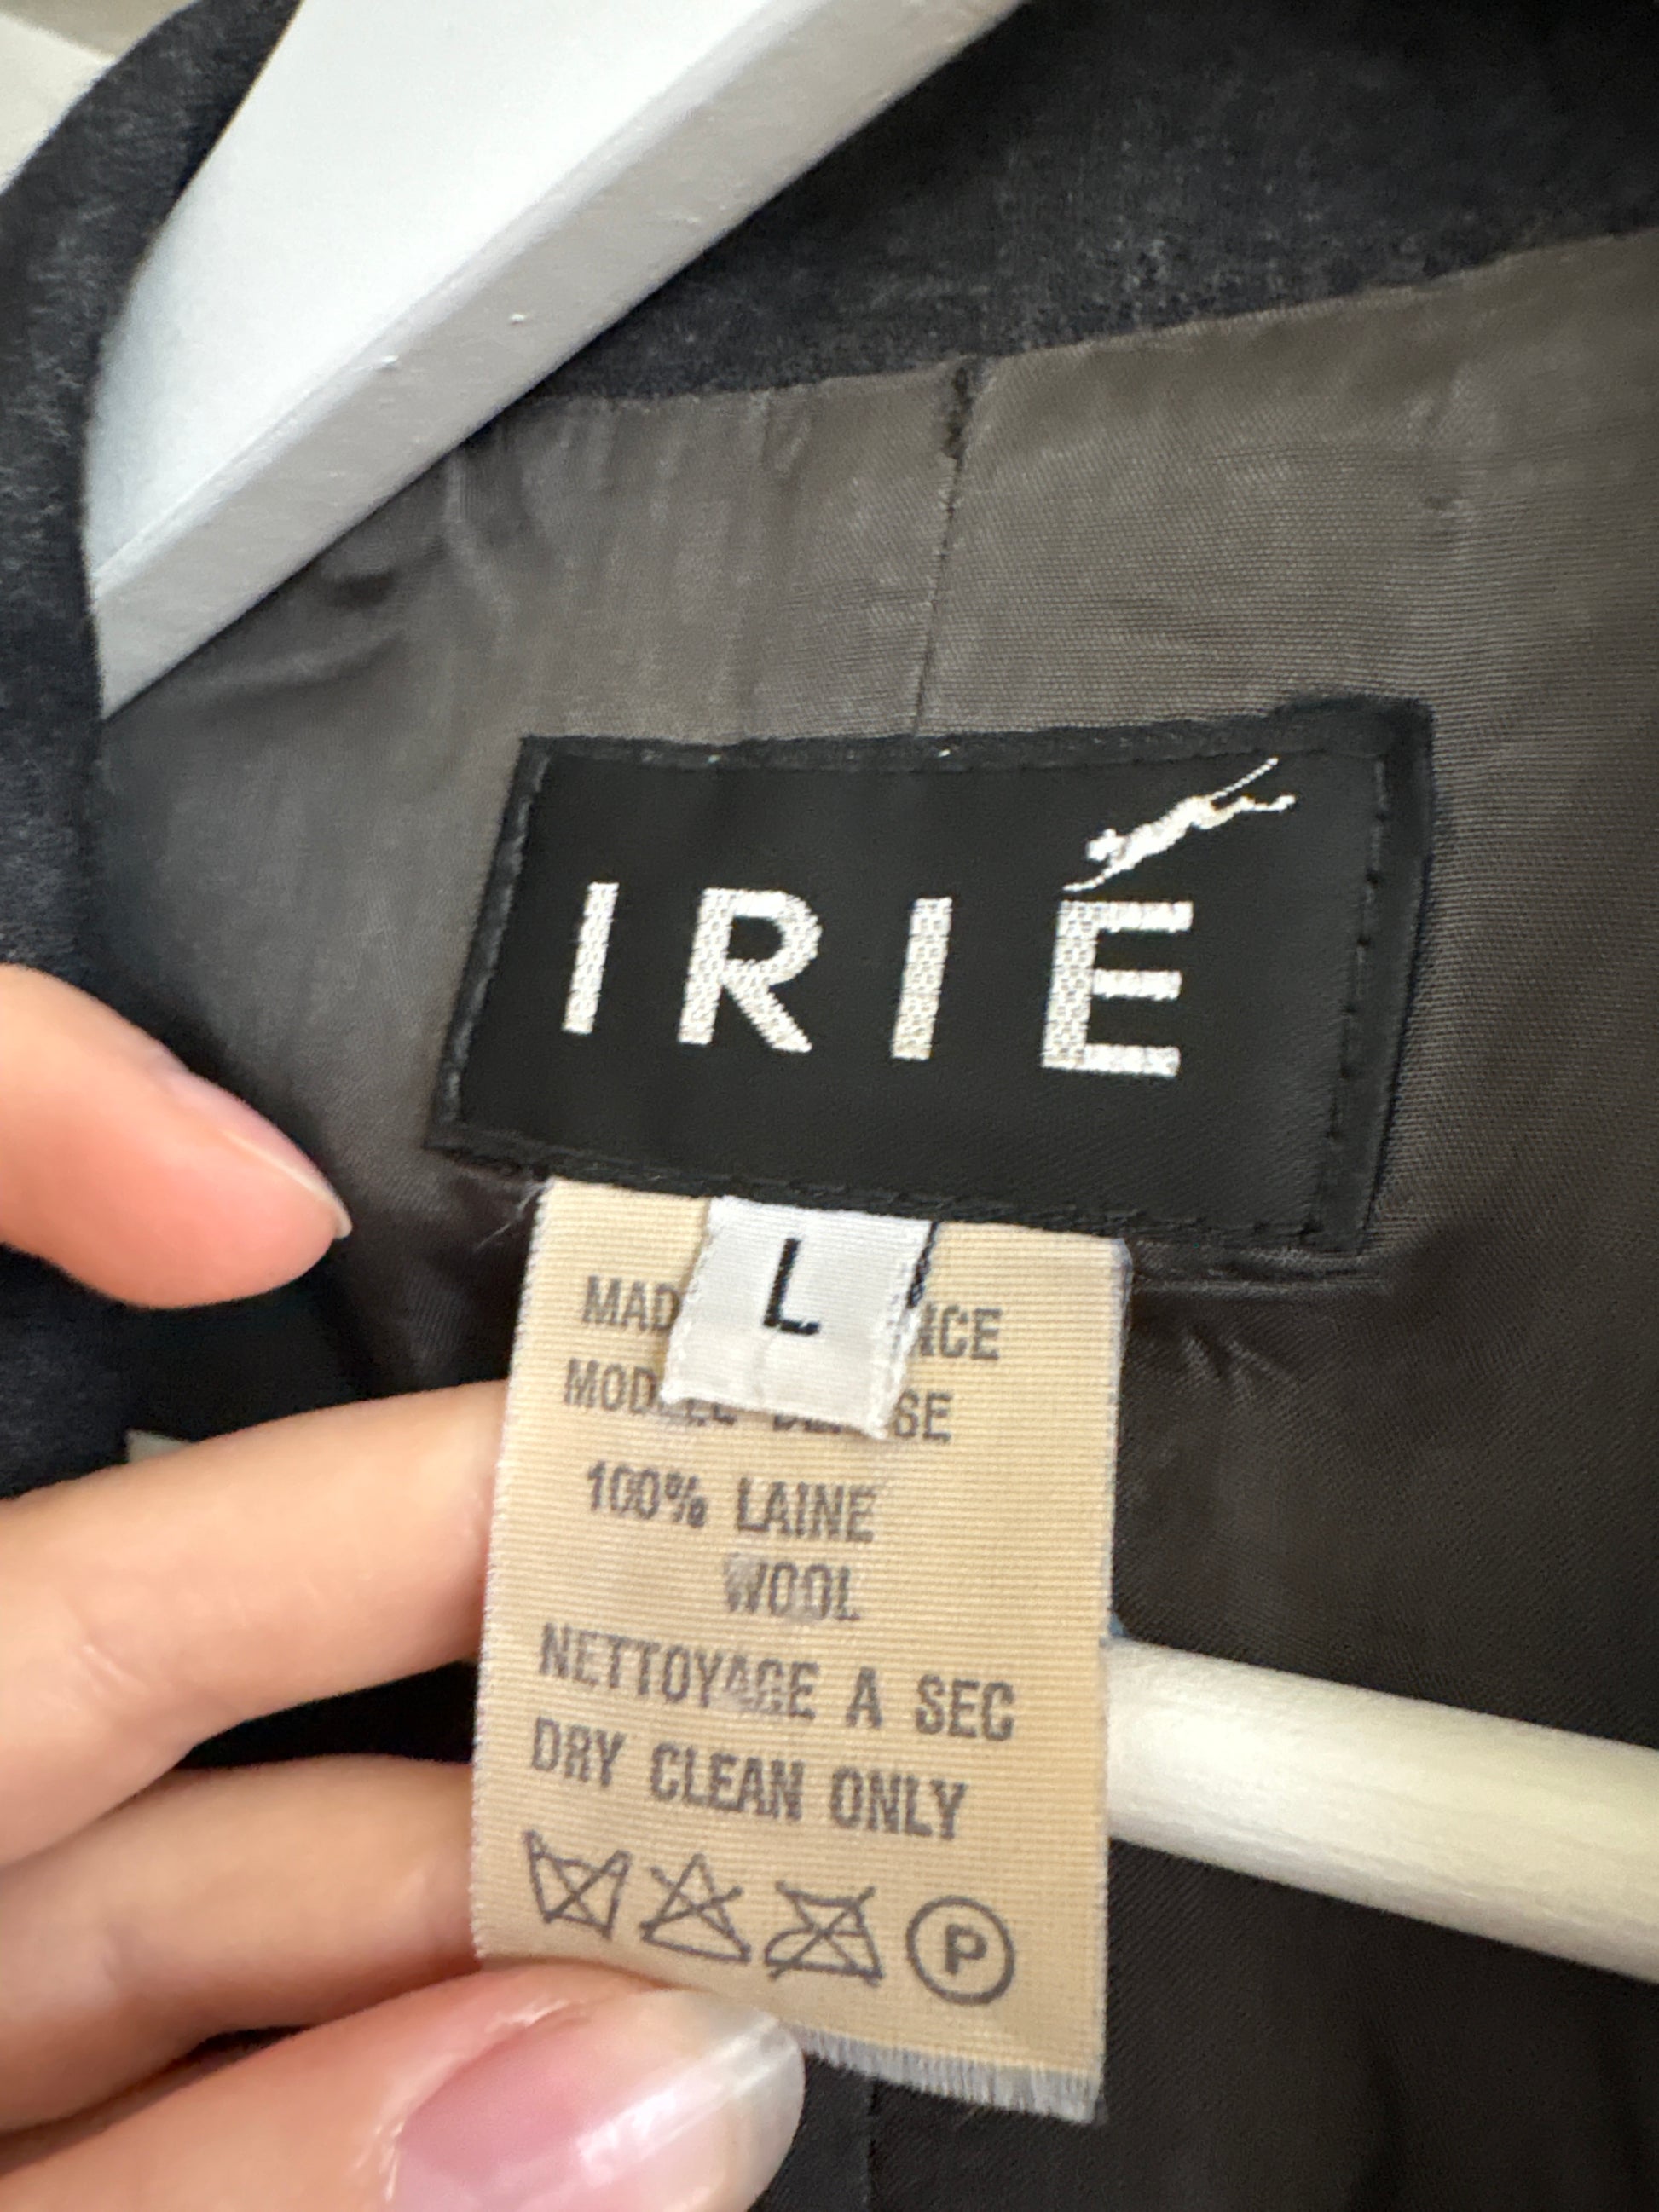 IRIÉ
L
MAD NCE
MOD SE
100% LAINE
WOOL
NETTOYAGE A SEC
DRY CLEAN ONLY
P